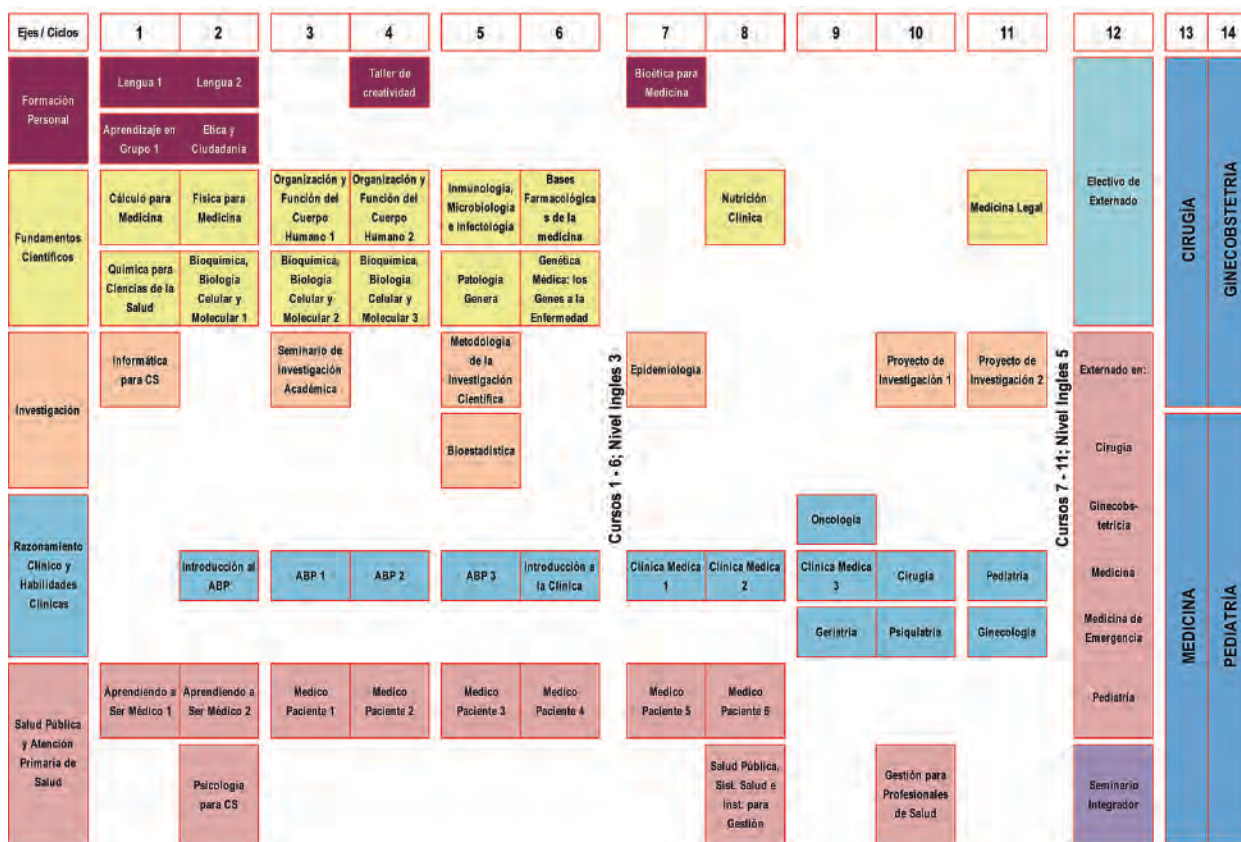 Ejes / Ciclos 1 2 3 4 5 6 7 8 9 10 11 12 13 14
Formación
Personal
Lengua 1
Lengua 2
Taller de
creatividad
Bioética para
Medicina
Aprendizaje en
Grupo 1
Etica y
Ciudadanía
Fundamentos
Científicos
Cálculo para
Medicina
Física para
Medicina
Organización y
Función del
Cuerpo
Humano 1
Organización y
Función del
Cuerpo
Humano 2
Inmunología,
Microbiología
e Infectología
Bases
Farmacológica
s de la
medicina
Nutrición
Clínica
Medicina Legal
Química para
Ciencias de la
Salud
Bioquímica,
Biología
Celular y
Molecular 1
Bioquímica,
Biología
Celular y
Molecular 2
Bioquímica,
Biología
Celular y
Molecular 3
Patología
Genera
Genética
Médica: los
Genes a la
Enfermedad
Investigación
Informática
para CS
Seminario de
Investigación
Académica
Metodología
de la
Investigación
Científica
Epidemiología
Proyecto de
Investigación 1
Proyecto de
Investigación 2
Bioestadística
Razonamiento
Clínico y
Habilidades
Clínicas
Oncología
Introducción al
ABP
ABP 1
ABP 2
ABP 3
Introducción a
la Clínica
Clínica Medica
1
Clínica Medica
2
Clínica Medica
3
Cirugía
Pediatría
Geriatría
Psiquiatría
Ginecología
Salud Pública
y Atención
Primaria de
Salud
Aprendiendo a
Ser Médico 1
Aprendiendo a
Ser Médico 2
Medico
Paciente 1
Medico
Paciente 2
Medico
Paciente 3
Medico
Paciente 4
Medico
Paciente 5
Medico
Paciente 6
Psicología
para CS
Salud Pública,
Sist. Salud e
Inst. para
Gestión
Gestión para
Profesionales
de Salud
Cursos 1 - 6; Nivel Ingles 3
Cursos 7 - 11; Nivel Ingles 5
Electivo de
Externado
Externado en:
Cirugía
Ginecobs-
tetricia
Medicina
Medicina de
Emergencia
Pediatría
Seminario
Integrador
CIRUGÍA
GINECOBSTETRIA
MEDICINA
PEDIATRÍA